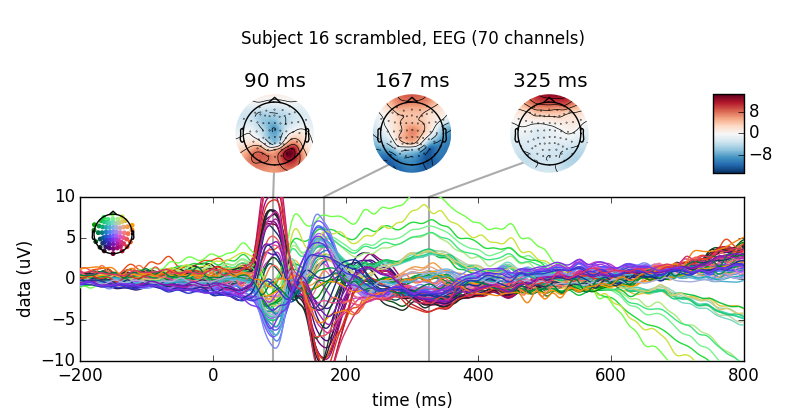 Subject 16 scrambled, EEG (70 channels)
90 ms 167 ms 325 ms
8
0
−8
10
5
0
−5
−10
data (uV)
−200 0 200 400 600 800
time (ms)